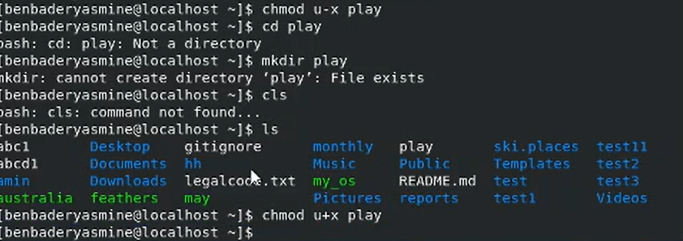 [benbaderyasmine@localhost ~]$ chmod u-x play
[benbaderyasmine@localhost ~]$ cd play
bash: cd: play: Not a directory
[benbaderyasmine@localhost ~]$ mkdir play
mkdir: cannot create directory ‘play’: File exists
[benbaderyasmine@localhost ~]$ cls
bash: cls: command not found...
[benbaderyasmine@localhost ~]$ ls
abc1 Desktop gitignore monthly play ski.places test11
abcd1 Documents hh Music Public Templates test2
amin Downloads legalcode.txt my_os README.md test test3
australia feathers may Pictures reports test1 Videos
[benbaderyasmine@localhost ~]$ chmod u+x play
[benbaderyasmine@localhost ~]$